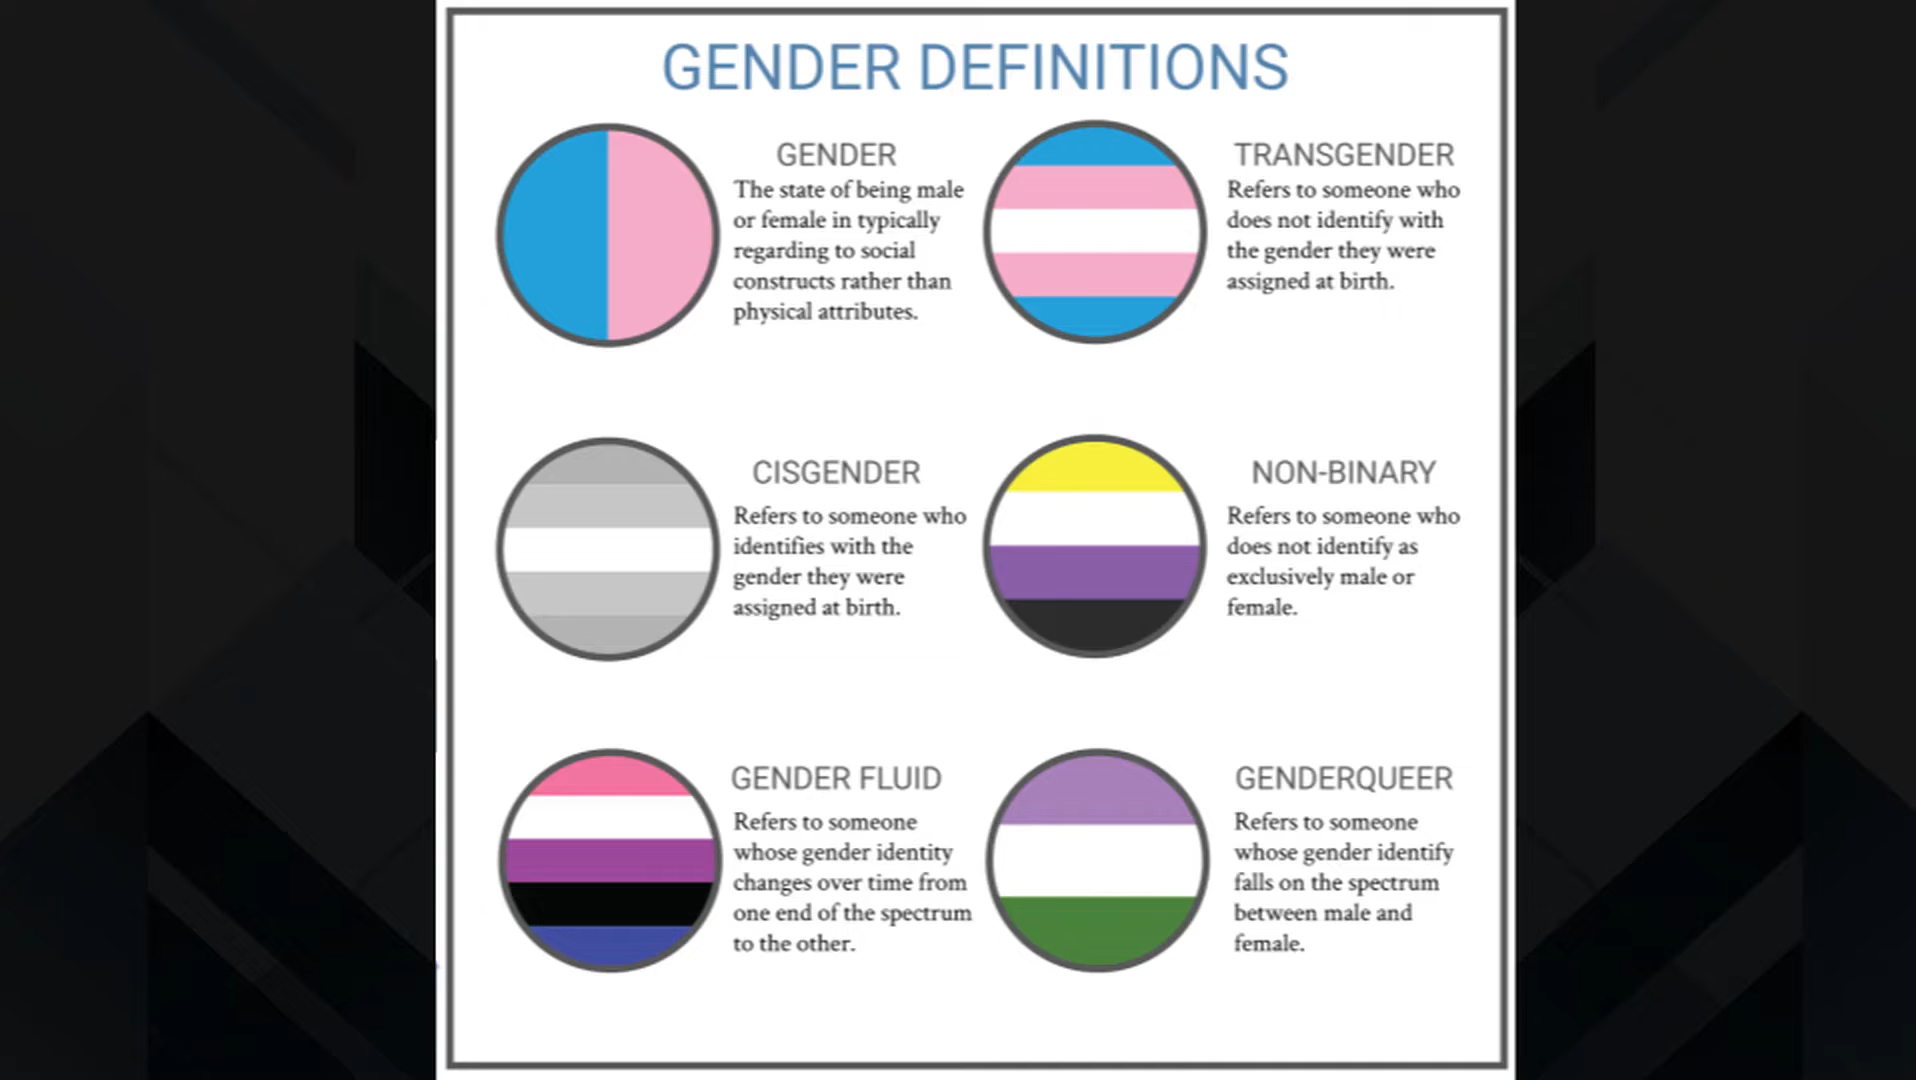 GENDER DEFINITIONS
GENDER
The state of being male
or female in typically
regarding to social
constructs rather than
physical attributes.
TRANSGENDER
Refers to someone who
does not identify with
the gender they were
assigned at birth.
CISGENDER
Refers to someone who
identifies with the
gender they were
assigned at birth.
NON-BINARY
Refers to someone who
does not identify as
exclusively male or
female.
GENDER FLUID
Refers to someone
whose gender identity
changes over time from
one end of the spectrum
to the other.
GENDERQUEER
Refers to someone
whose gender identify
falls on the spectrum
between male and
female.